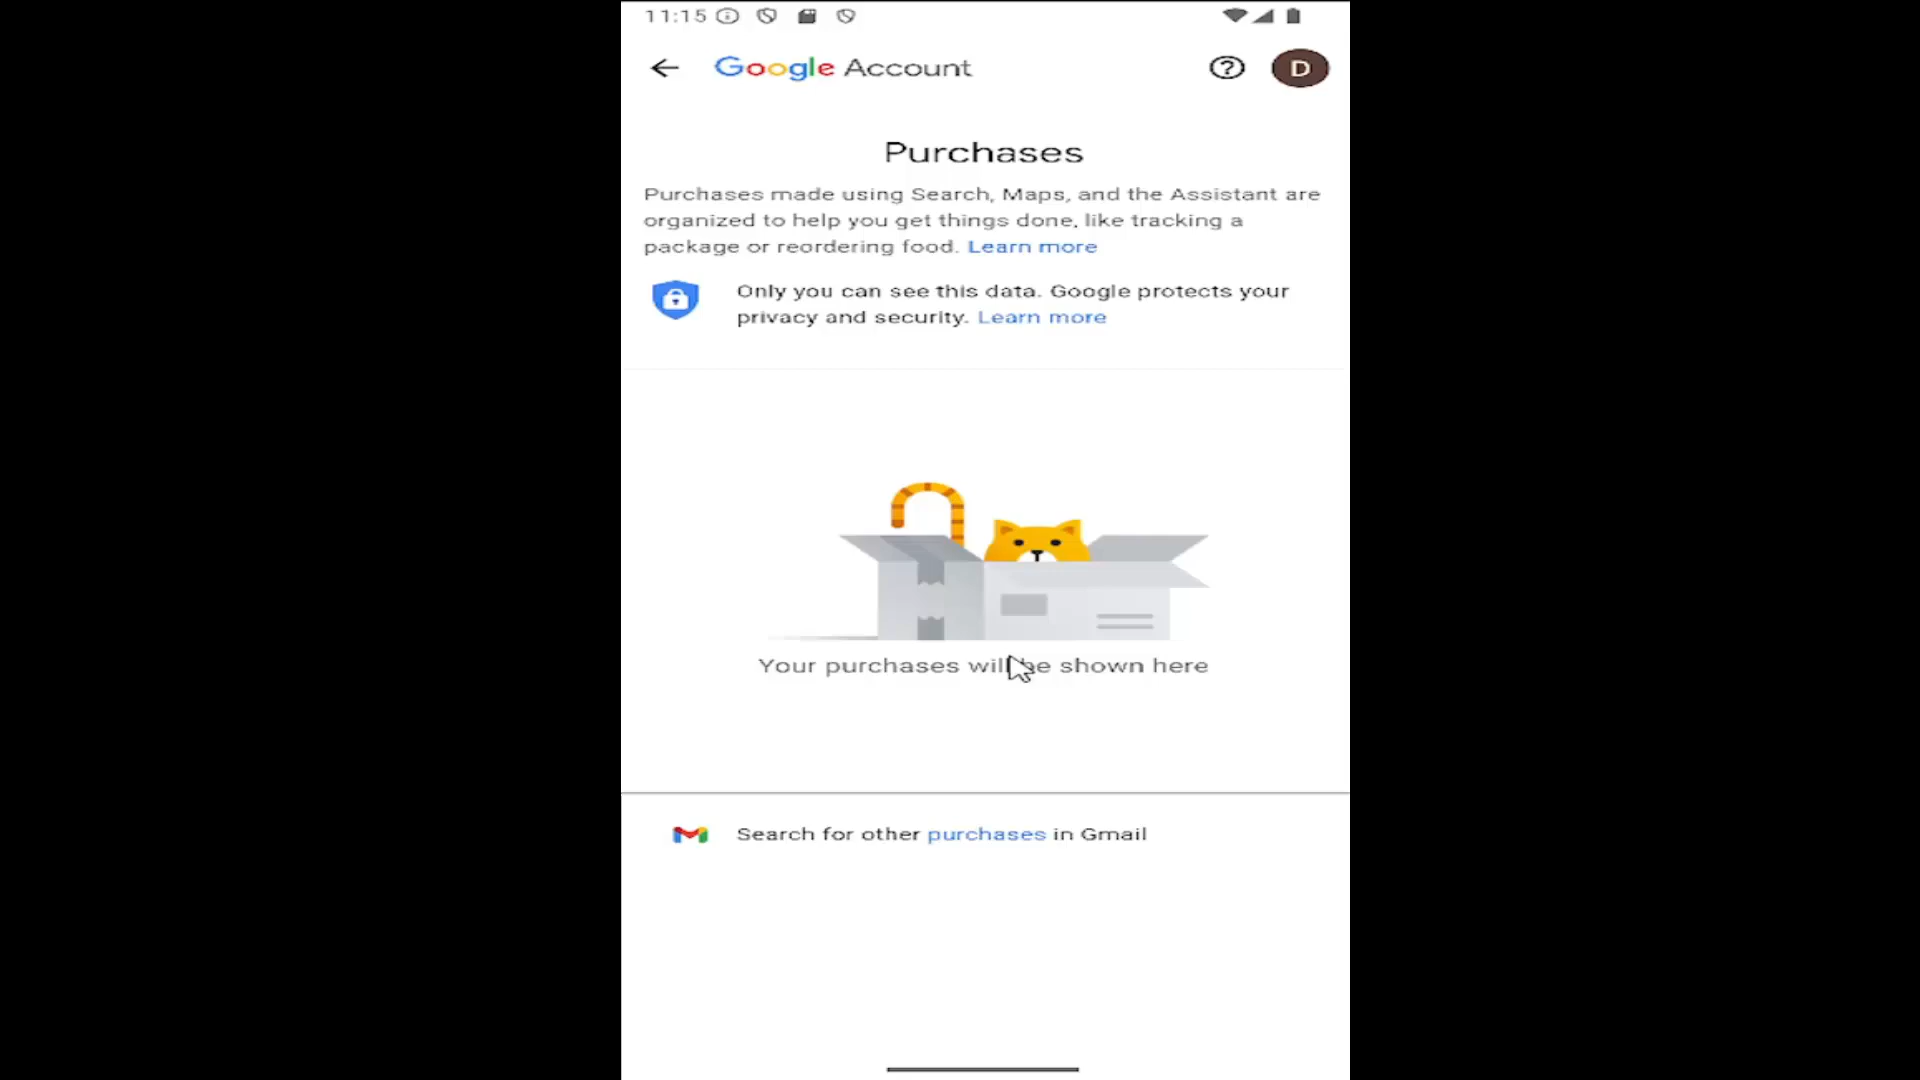 11:15
Google Account
D
Purchases
Purchases made using Search, Maps, and the Assistant are
organized to help you get things done, like tracking a
package or reordering food. Learn more
Only you can see this data. Google protects your
privacy and security. Learn more
Your purchases will be shown here
Search for other purchases in Gmail